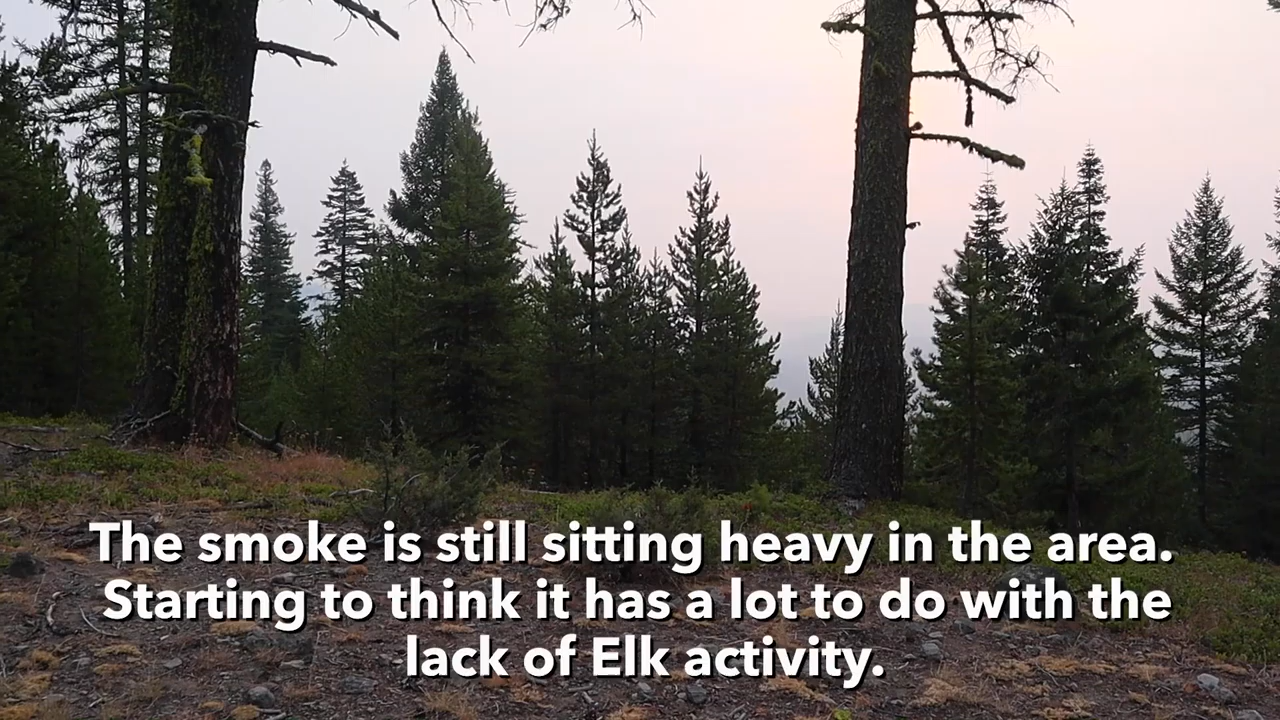 The smoke is still sitting heavy in the area.
Starting to think it has a lot to do with the
lack of Elk activity.